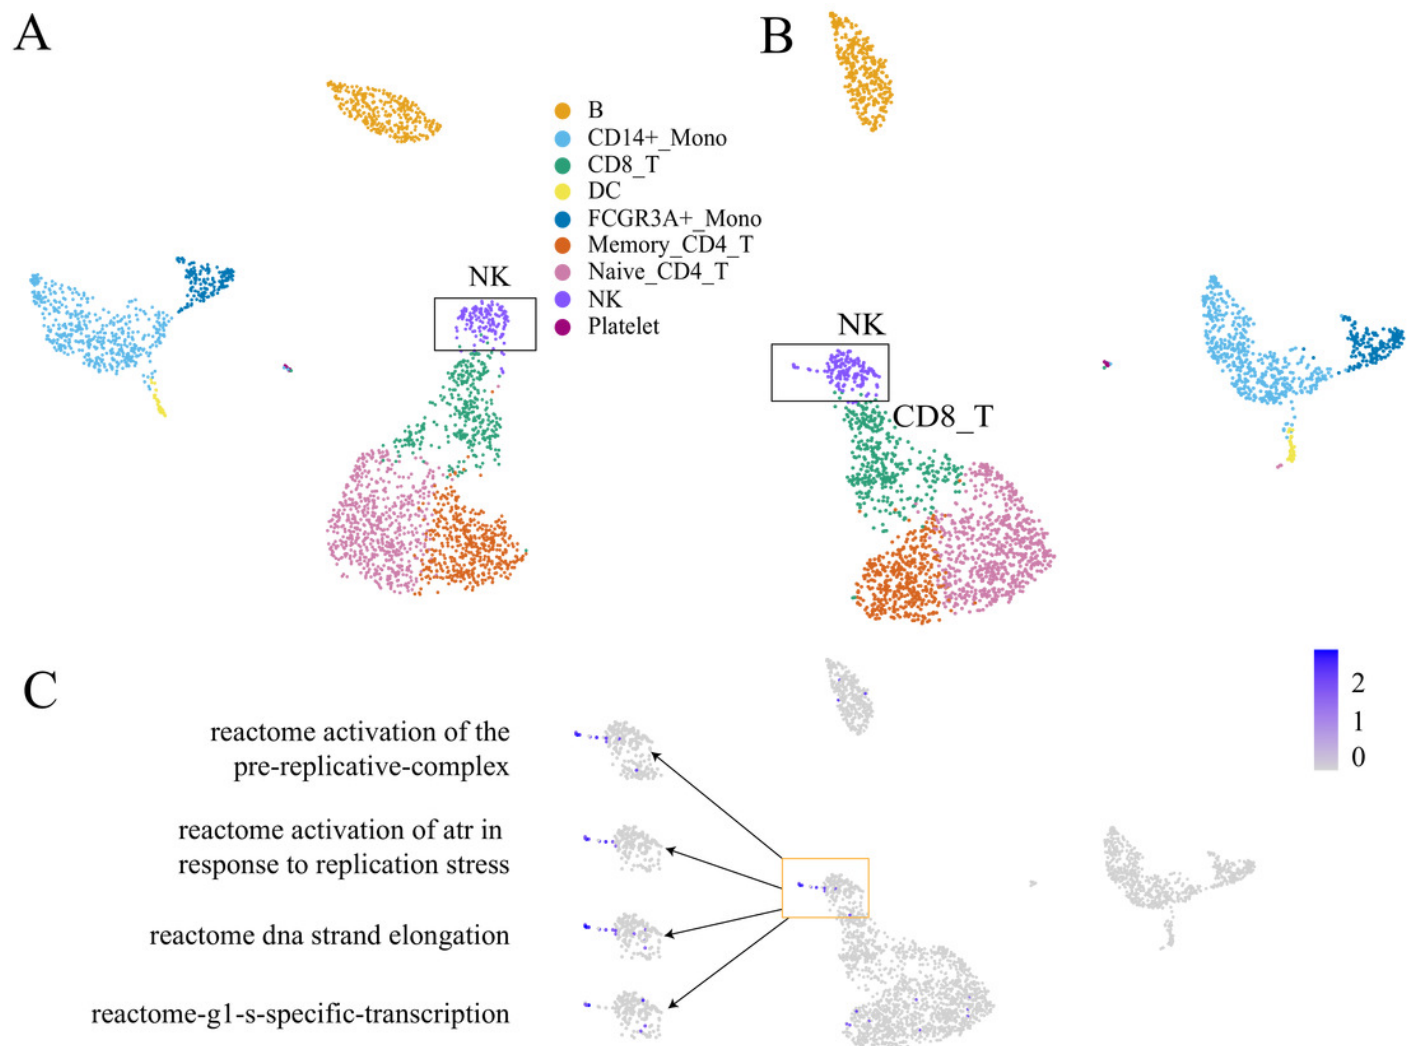 A
B
B
CD14+_Mono
CD8_T
DC
FCGR3A+_Mono
Memory_CD4_T
Naive_CD4_T
NK
Platelet
NK
NK
CD8_T
C
reactome activation of the
pre-replicative-complex
reactome activation of atr in
response to replication stress
reactome dna strand elongation
reactome-g1-s-specific-transcription
2
1
0